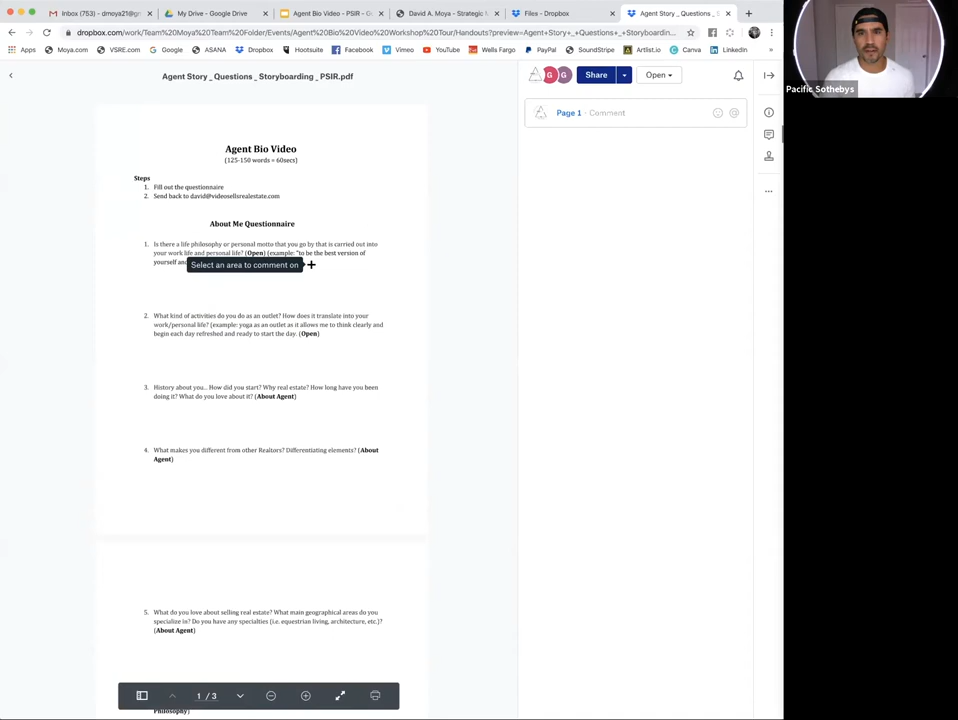 Inbox (753) - dmoya21@gm
My Drive - Google Drive
Agent Bio Video - PSIR - G
David A. Moya - Strategic M
Files - Dropbox
Agent Story _ Questions _ S
dropbox.com/work/Team%20Moya%20Team%20Folder/Events/Agent%20Bio%20Video%20Workshop%20Tour/Handouts?preview=Agent+Story+_+Questions+_+Storyboardin...
Apps
Moya.com
VSRE.com
Google
ASANA
Dropbox
Hootsuite
Facebook
Vimeo
YouTube
Wells Fargo
PayPal
SoundStripe
Artlist.io
Canva
LinkedIn
»
Pacific Sothebys
Agent Story _ Questions _ Storyboarding _ PSIR.pdf
G
G
Share
Open
Page 1
Comment
Agent Bio Video
(125-150 words = 60secs)
Steps
1. Fill out the questionnaire
2. Send back to david@videosellsrealestate.com
About Me Questionnaire
1. Is there a life philosophy or personal motto that you go by that is carried out into
your work life and personal life? (Open) (example: "to be the best version of
yourself an
Select an area to comment on
2. What kind of activities do you do as an outlet? How does it translate into your
work/personal life? (example: yoga as an outlet as it allows me to think clearly and
begin each day refreshed and ready to start the day. (Open)
3. History about you... How did you start? Why real estate? How long have you been
doing it? What do you love about it? (About Agent)
4. What makes you different from other Realtors? Differentiating elements? (About
Agent)
5. What do you love about selling real estate? What main geographical areas do you
specialize in? Do you have any specialties (i.e. equestrian living, architecture, etc.)?
(About Agent)
1 / 3
Philosophy)